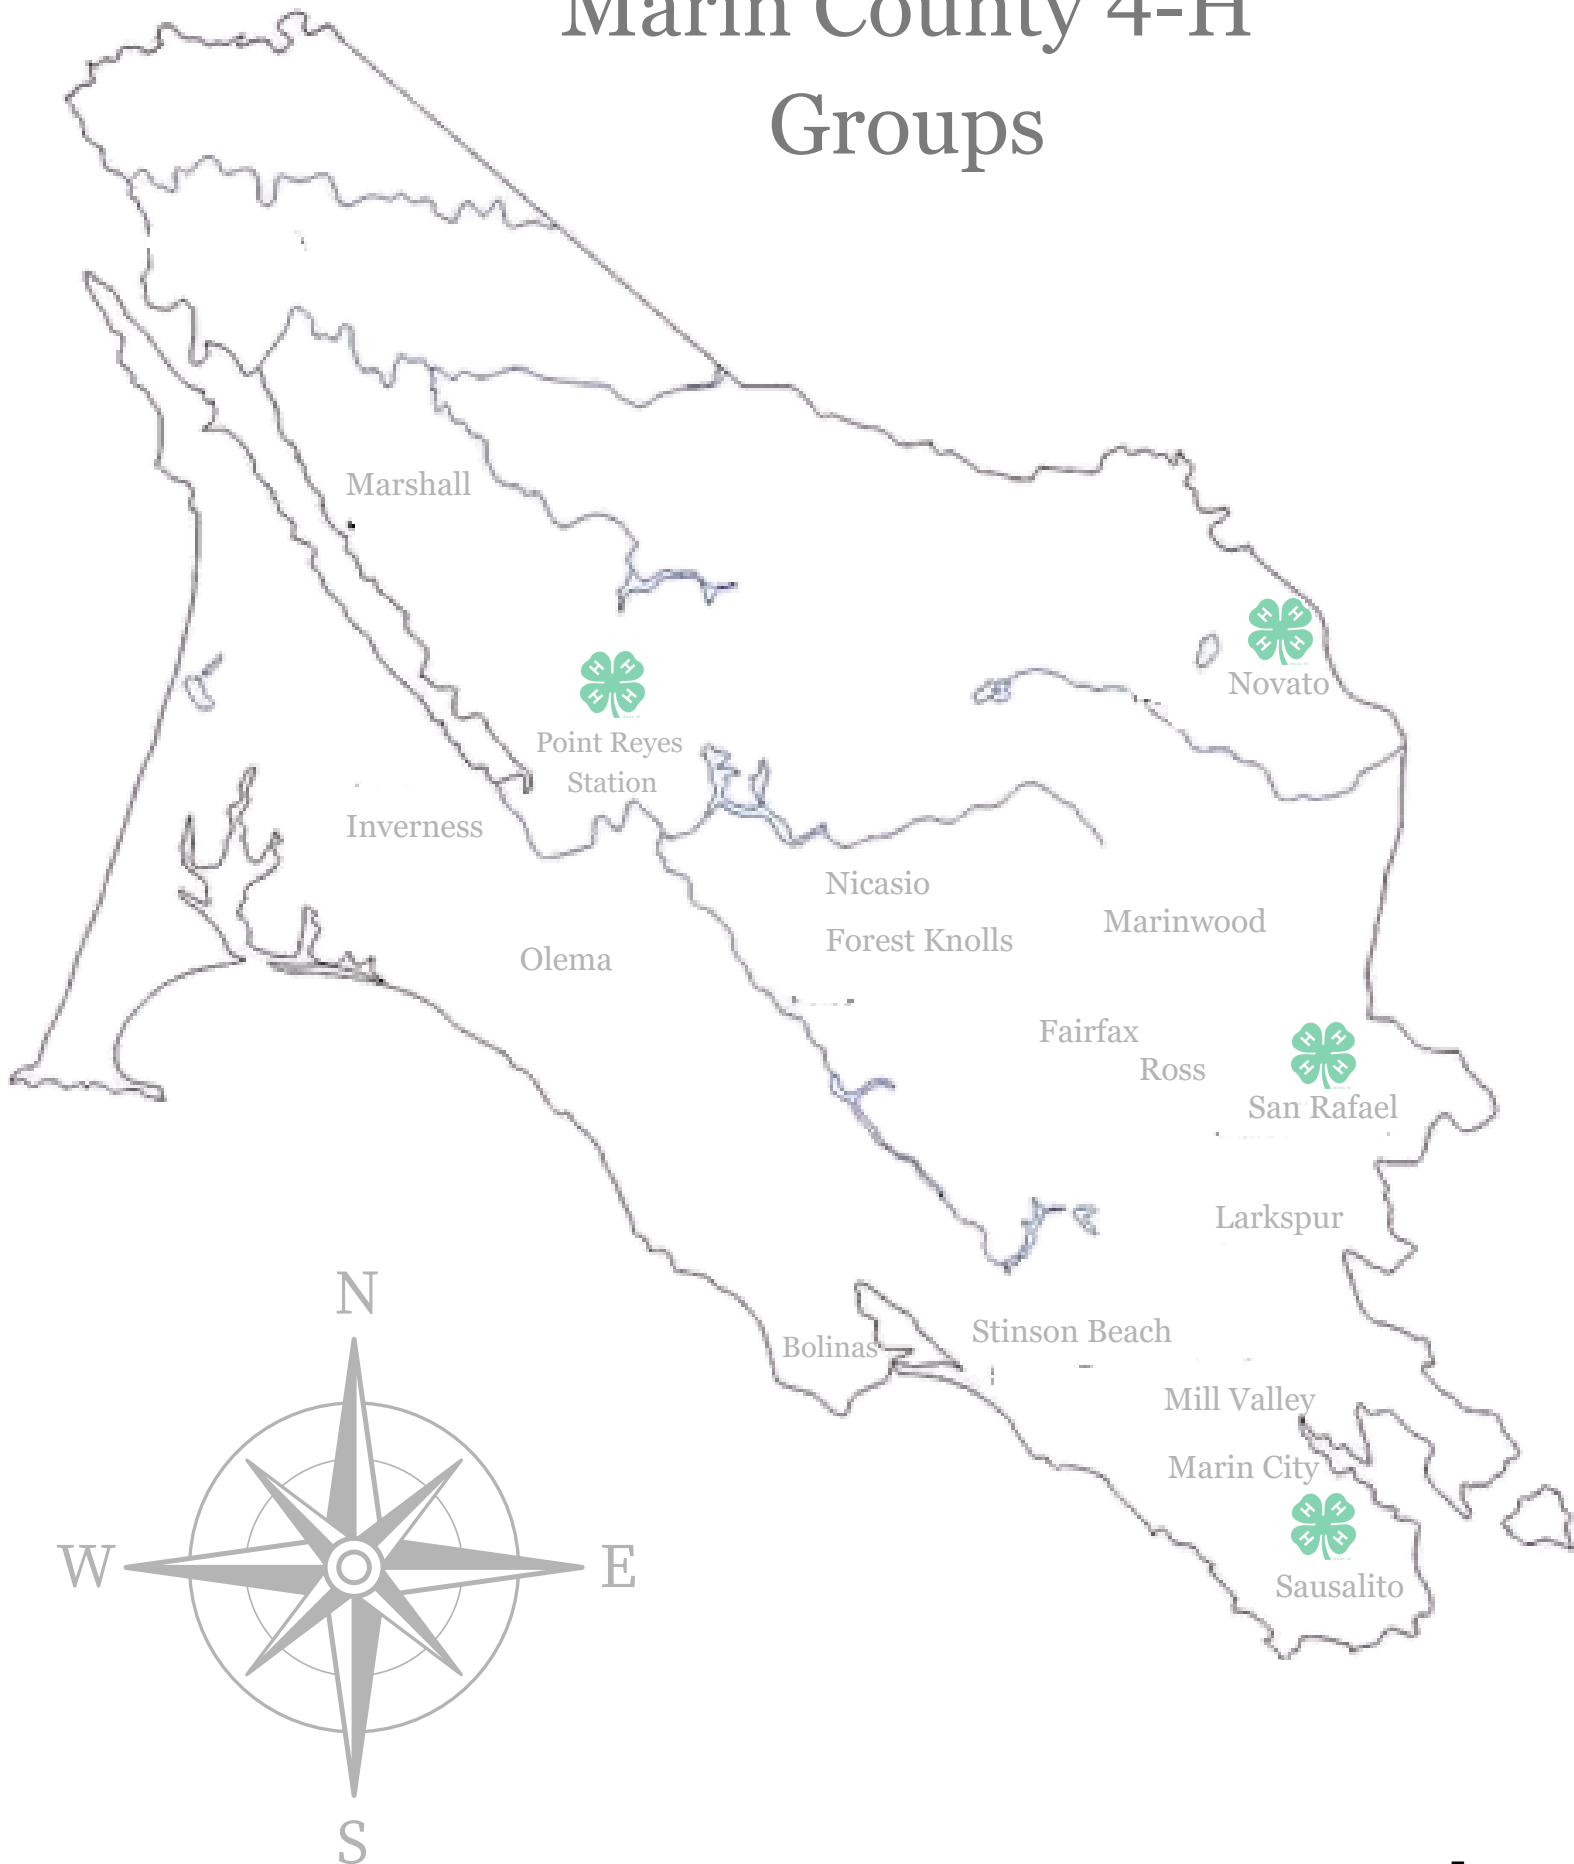 Marin County 4-H
Groups
Marshall
H H
H H
Novato
H H
H H
Point Reyes
Station
Inverness
Nicasio
Marinwood
Forest Knolls
Olema
Fairfax
Ross
H H
H H
San Rafael
Larkspur
N
Stinson Beach
Bolinas
Mill Valley
Marin City
H H
H H
W
E
Sausalito
S